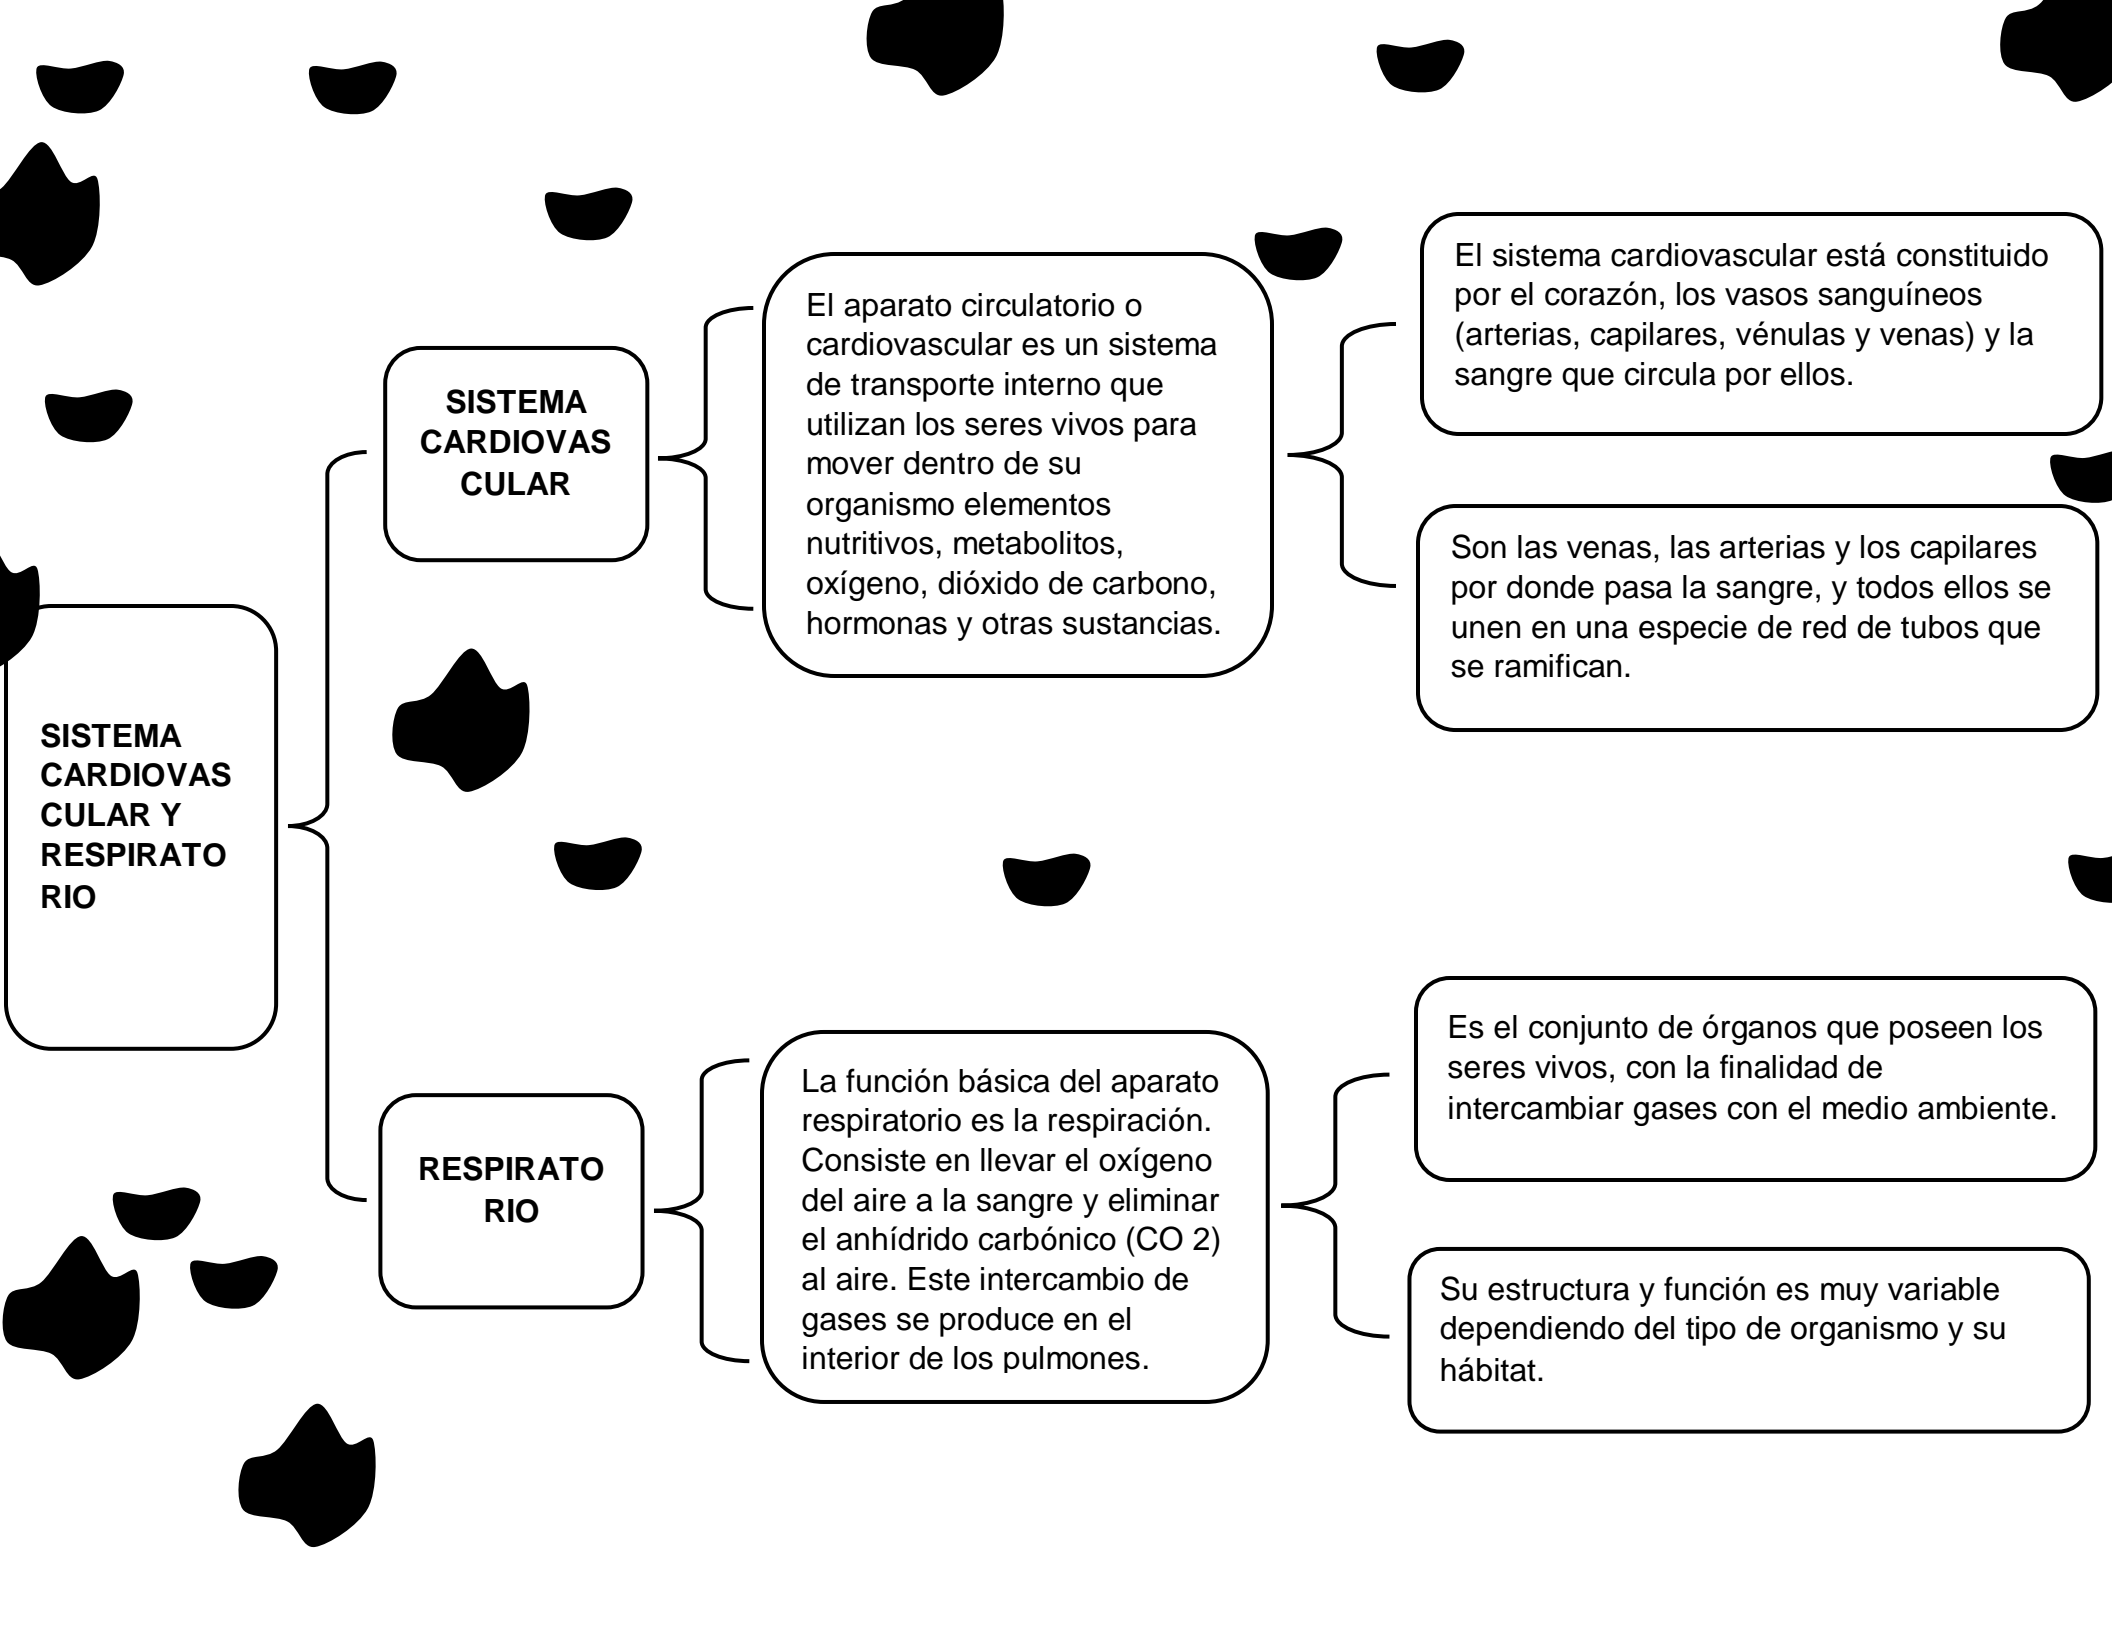 SISTEMA
CARDIOVAS
CULAR Y
RESPIRATO
RIO
SISTEMA
CARDIOVAS
CULAR
El aparato circulatorio o
cardiovascular es un sistema
de transporte interno que
utilizan los seres vivos para
mover dentro de su
organismo elementos
nutritivos, metabolitos,
oxígeno, dióxido de carbono,
hormonas y otras sustancias.
El sistema cardiovascular está constituido
por el corazón, los vasos sanguíneos
(arterias, capilares, vénulas y venas) y la
sangre que circula por ellos.
Son las venas, las arterias y los capilares
por donde pasa la sangre, y todos ellos se
unen en una especie de red de tubos que
se ramifican.
RESPIRATO
RIO
La función básica del aparato
respiratorio es la respiración.
Consiste en llevar el oxígeno
del aire a la sangre y eliminar
el anhídrido carbónico (CO 2)
al aire. Este intercambio de
gases se produce en el
interior de los pulmones.
Es el conjunto de órganos que poseen los
seres vivos, con la finalidad de
intercambiar gases con el medio ambiente.
Su estructura y función es muy variable
dependiendo del tipo de organismo y su
hábitat.